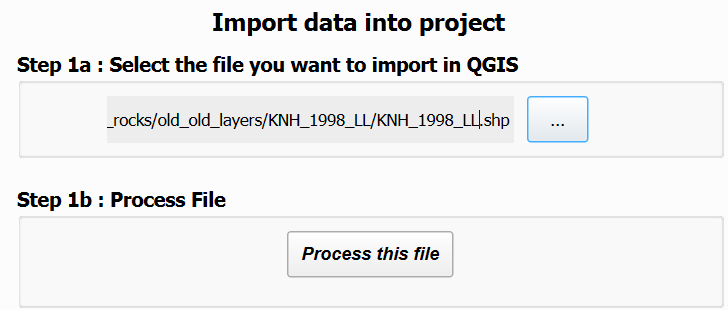 Import data into project
Step 1a : Select the file you want to import in QGIS
_rocks/old_old_layers/KNH_1998_LL/KNH_1998_LL.shp
...
Step 1b : Process File
Process this file